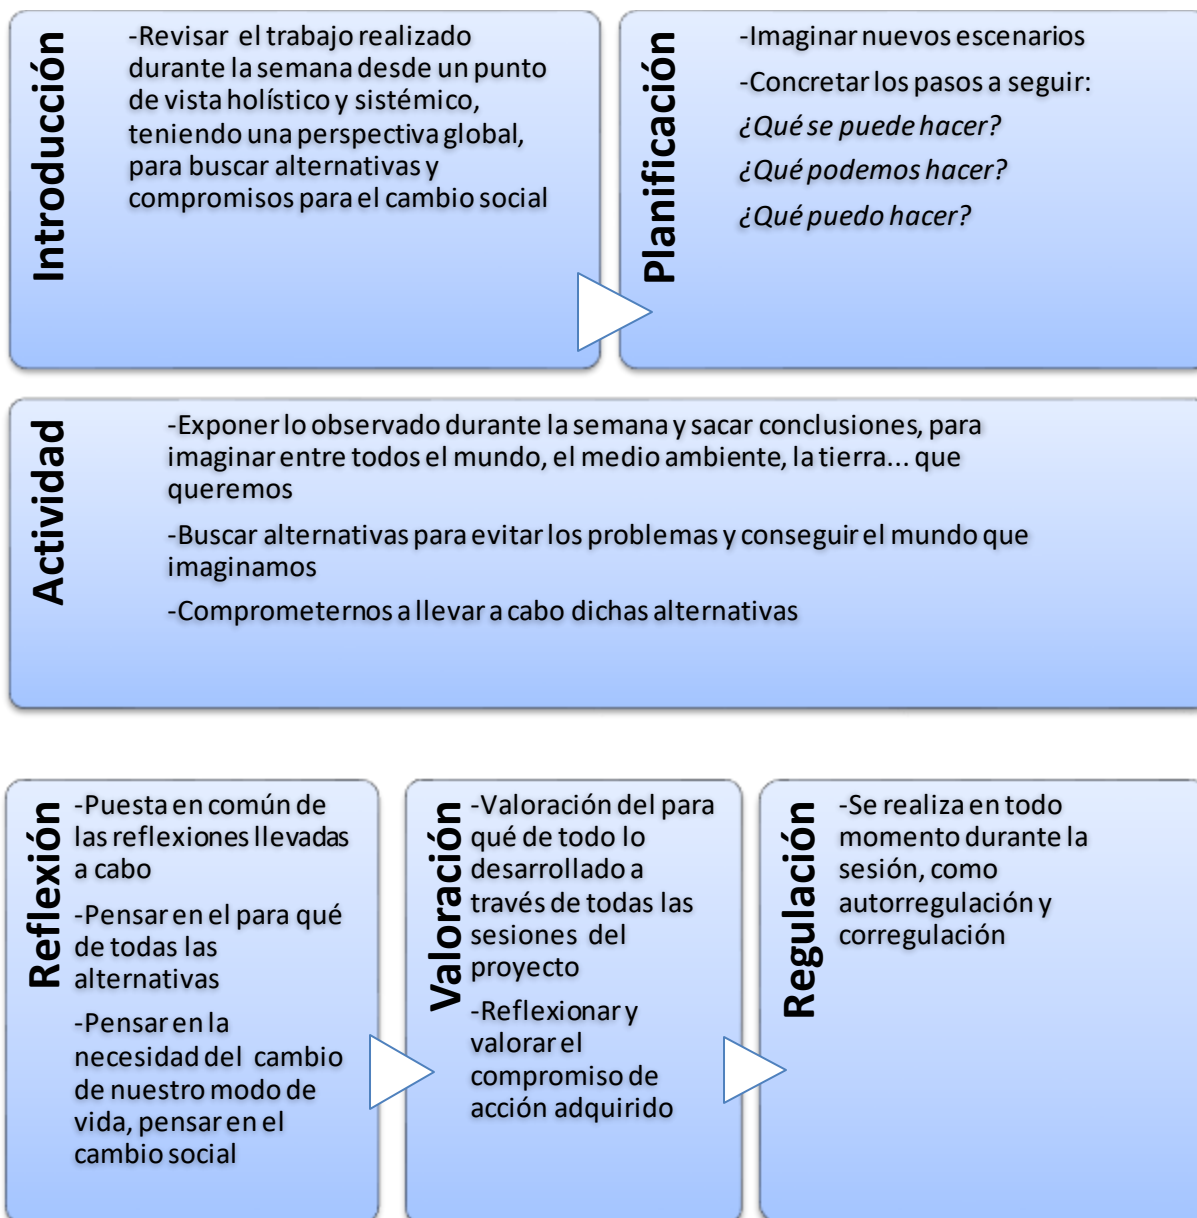 Introducción
-Revisar el trabajo realizado
durante la semana desde un punto
de vista holístico y sistémico,
teniendo una perspectiva global,
para buscar alternativas y
compromisos para el cambio social
Planificación
-Imaginar nuevos escenarios
-Concretar los pasos a seguir:
¿Qué se puede hacer?
¿Qué podemos hacer?
¿Qué puedo hacer?
Actividad
-Exponer lo observado durante la semana y sacar conclusiones, para
imaginar entre todos el mundo, el medio ambiente, la tierra... que
queremos
-Buscar alternativas para evitar los problemas y conseguir el mundo que
imaginamos
-Comprometernos a llevar a cabo dichas alternativas
Reflexión
-Puesta en común de
las reflexiones llevadas
a cabo
-Pensar en el para qué
de todas las
alternativas
-Pensar en la
necesidad del cambio
de nuestro modo de
vida, pensar en el
cambio social
Valoración
-Valoración del para
qué de todo lo
desarrollado a
través de todas las
sesiones del
proyecto
-Reflexionar y
valorar el
compromiso de
acción adquirido
Regulación
-Se realiza en todo
momento durante la
sesión, como
autorregulación y
corregulación